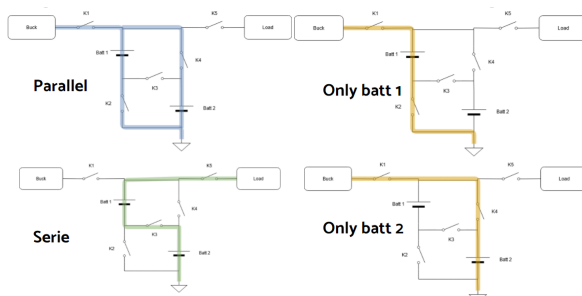 Buck
K1
K5
Load
Batt 1
K4
Parallel
K3
K2
Batt 2
Buck
K1
K5
Load
Batt 1
K4
K3
Only batt 1
K2
Batt 2
Buck
K1
K5
Load
Batt 1
K4
Serie
K3
K2
Batt 2
Buck
K1
K5
Load
Batt 1
K4
Only batt 2
K3
K2
Batt 2